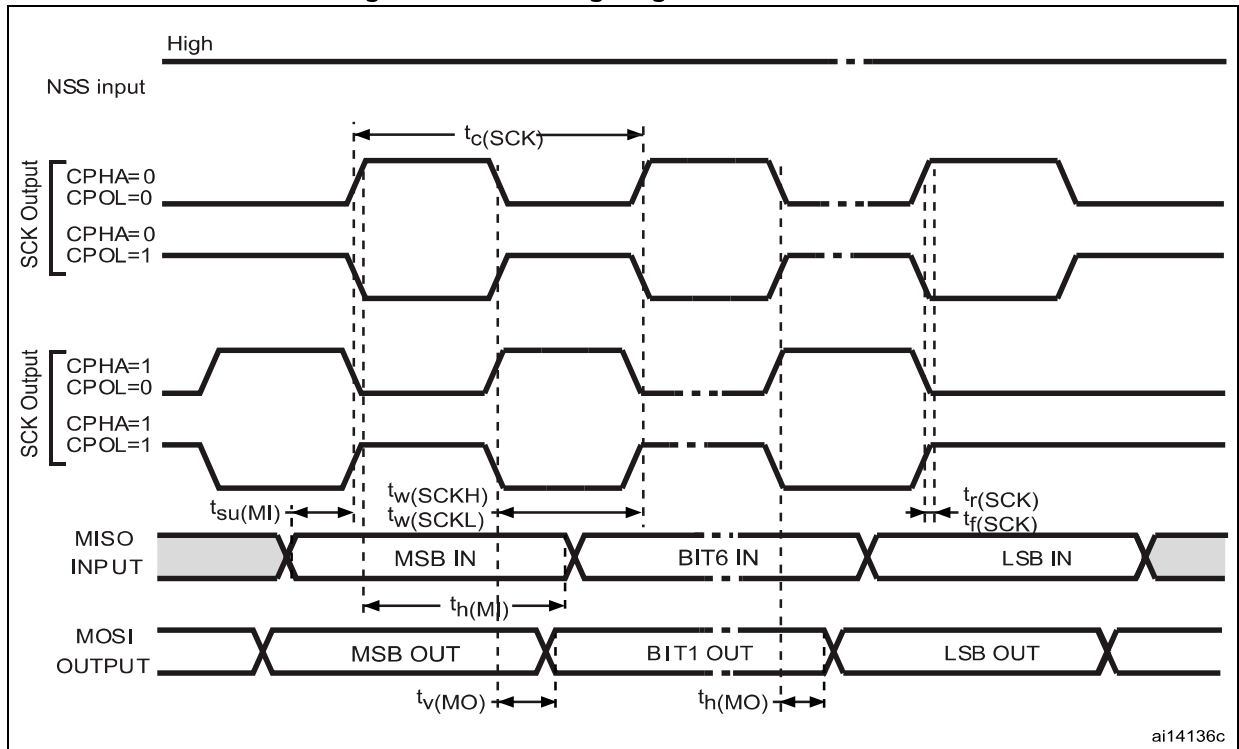 High
NSS input
tc(SCK)
SCK Output
CPHA=0
CPOL=0
CPHA=0
CPOL=1
SCK Output
CPHA=1
CPOL=0
CPHA=1
CPOL=1
tsu(MI)
tw(SCKH)
tw(SCKL)
tr(SCK)
tf(SCK)
MISO
INPUT
MSB IN
BIT6 IN
LSB IN
th(MI)
MOSI
OUTPUT
MSB OUT
BIT1 OUT
LSB OUT
tv(MO)
th(MO)
ai14136c